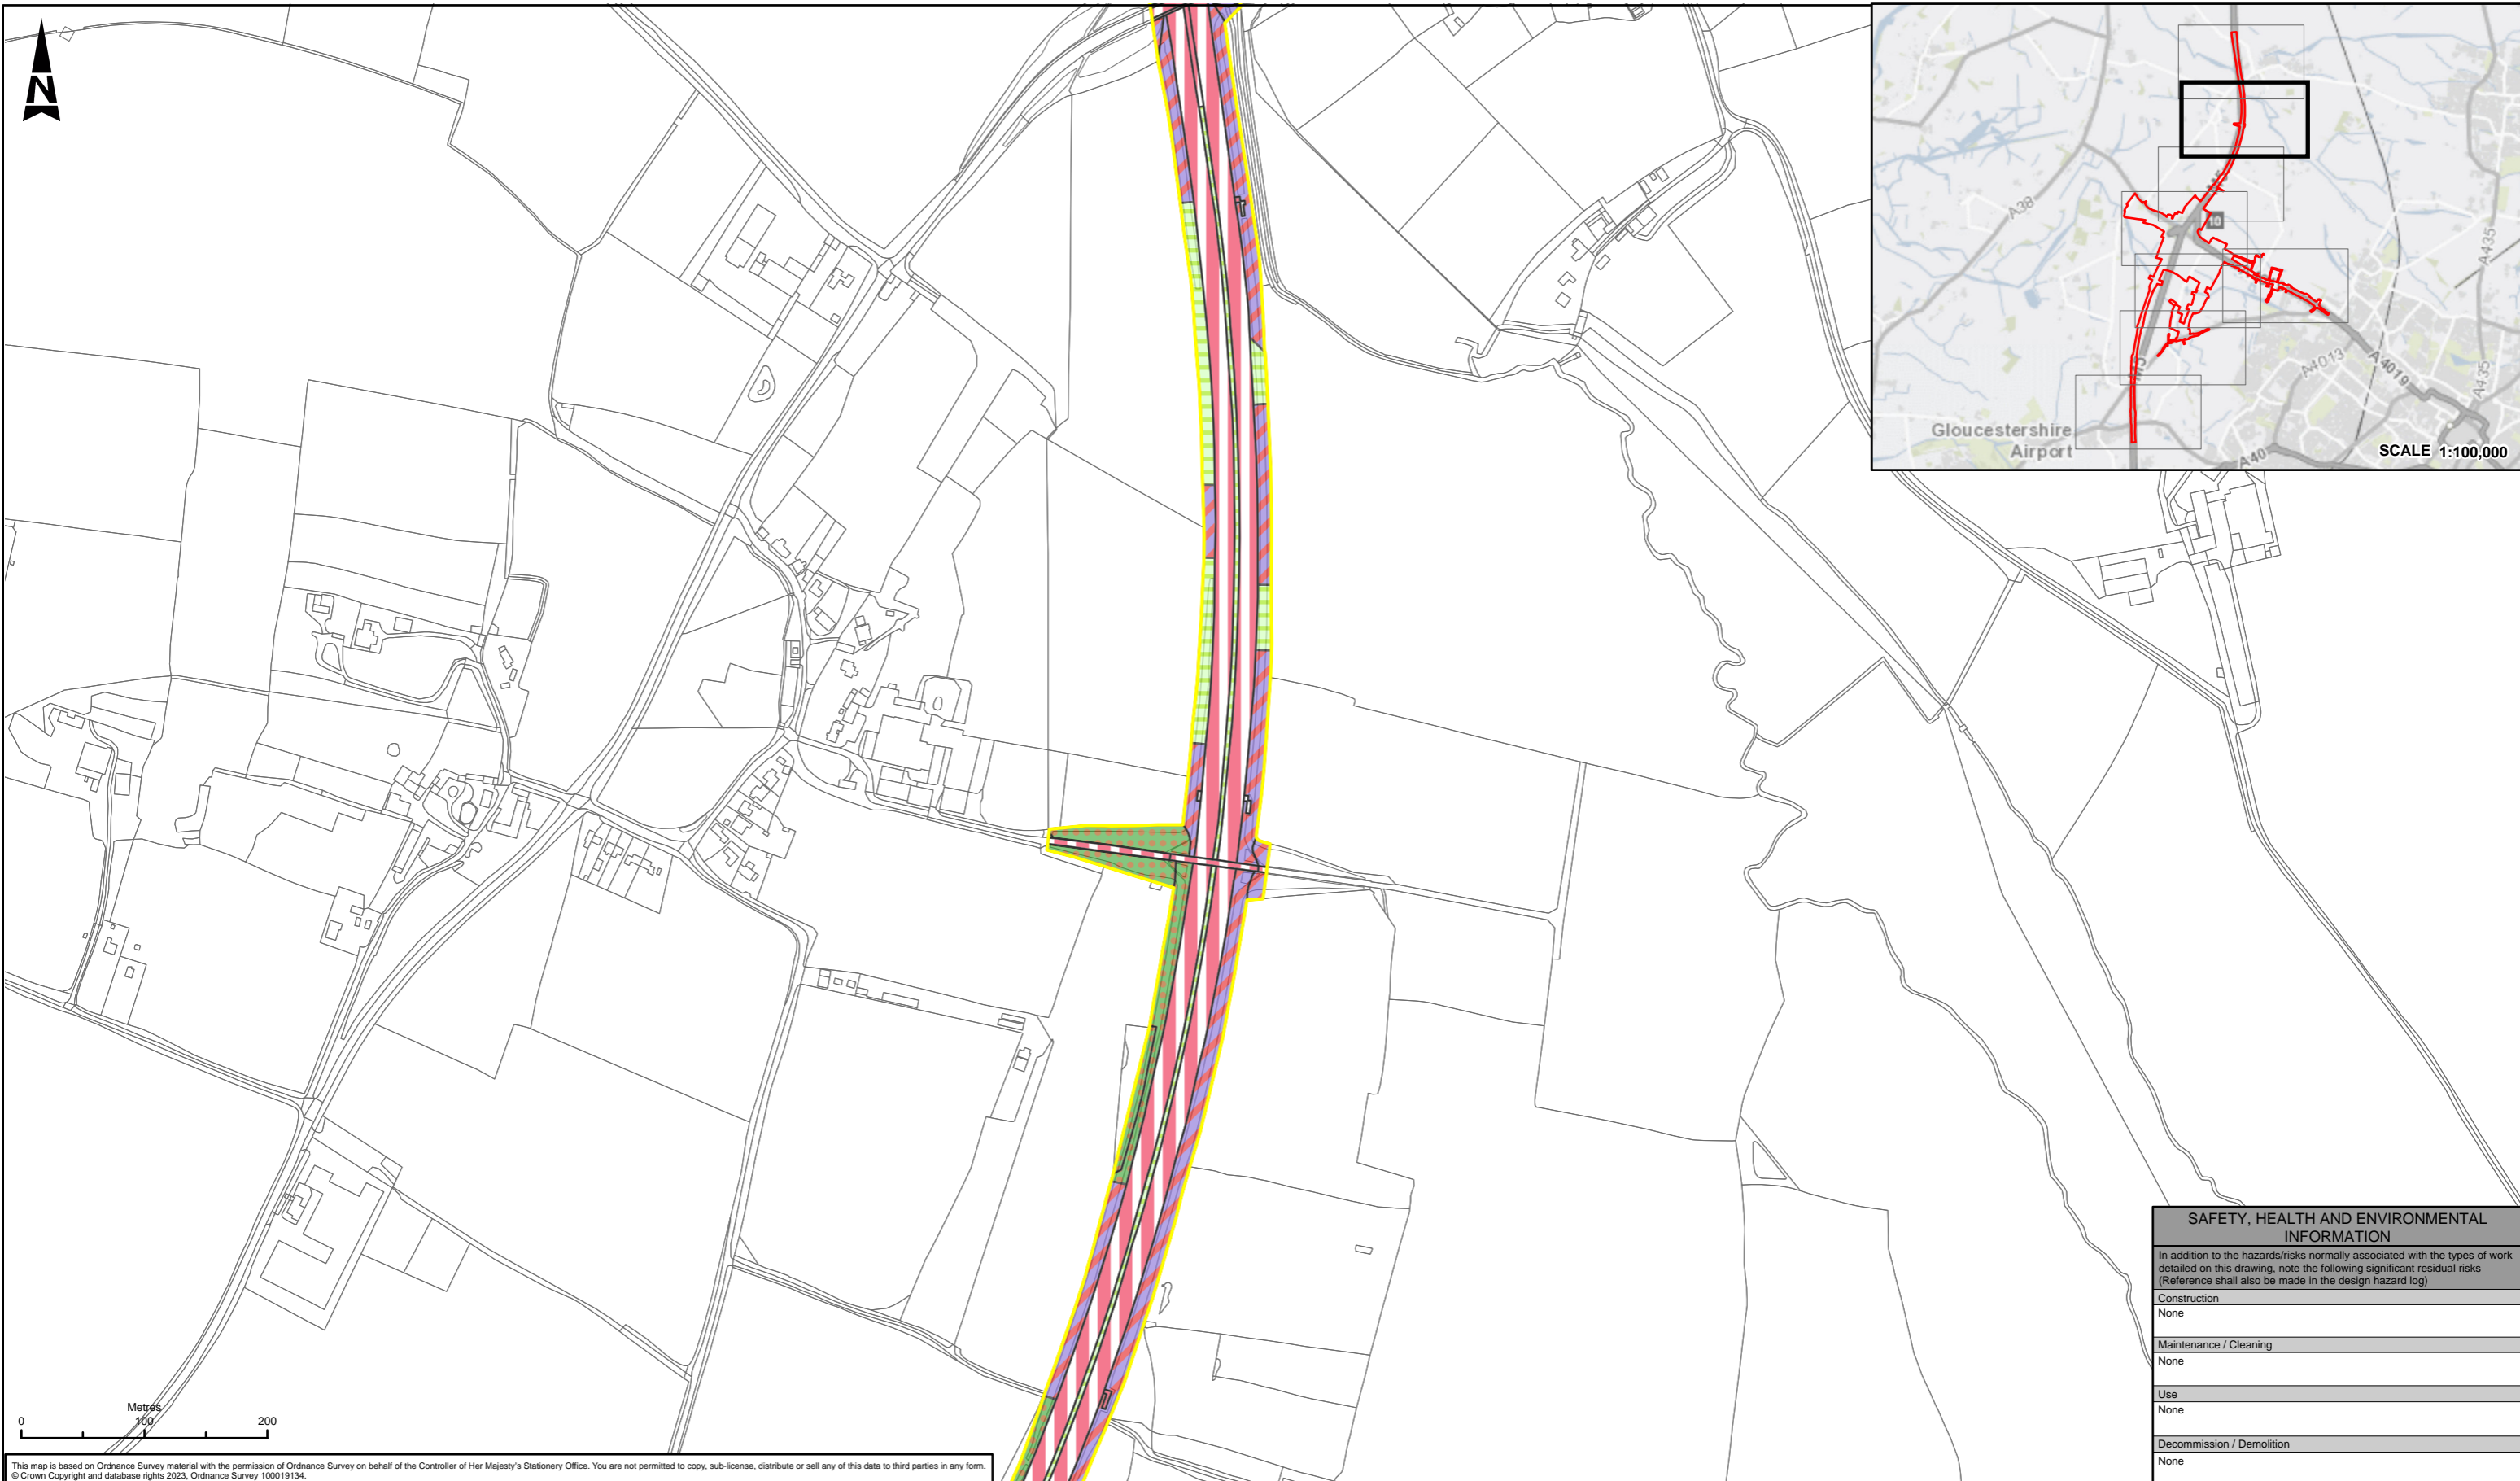 N
A38
M5
10
A435
A4013
A4019
A435
M5
Gloucestershire
Airport
A40
SCALE 1:100,000
SAFETY, HEALTH AND ENVIRONMENTAL
INFORMATION
In addition to the hazards/risks normally associated with the types of work
detailed on this drawing, note the following significant residual risks
(Reference shall also be made in the design hazard log)
Construction
None
Maintenance / Cleaning
None
Use
None
Decommission / Demolition
None
Metres
0 100 200
This map is based on Ordnance Survey material with the permission of Ordnance Survey on behalf of the Controller of Her Majesty's Stationery Office. You are not permitted to copy, sub-license, distribute or sell any of this data to third parties in any form.
© Crown Copyright and database rights 2023, Ordnance Survey 100019134.